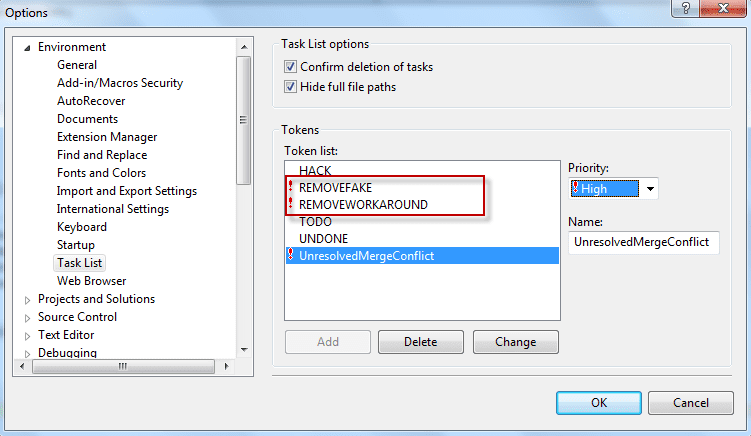 Options
Environment
General
Add-in/Macros Security
AutoRecover
Documents
Extension Manager
Find and Replace
Fonts and Colors
Import and Export Settings
International Settings
Keyboard
Startup
Task List
Web Browser
Projects and Solutions
Source Control
Text Editor
Debugging
Task List options
Confirm deletion of tasks
Hide full file paths
Tokens
Token list:
HACK
! REMOVEFAKE
! REMOVEWORKAROUND
TODO
UNDONE
! UnresolvedMergeConflict
Priority:
! High
Name:
UnresolvedMergeConflict
Add
Delete
Change
OK
Cancel